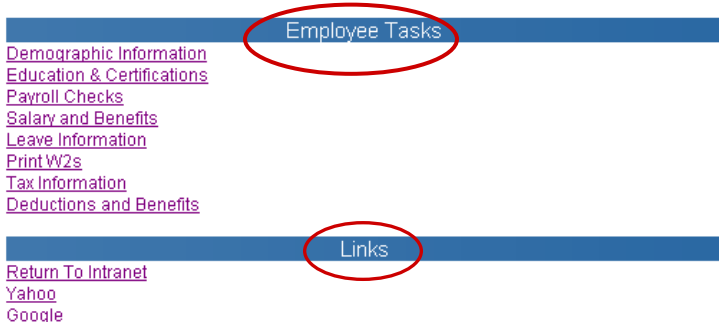 Employee Tasks
Demographic Information
Education & Certifications
Payroll Checks
Salary and Benefits
Leave Information
Print W2s
Tax Information
Deductions and Benefits
Links
Return To Intranet
Yahoo
Google